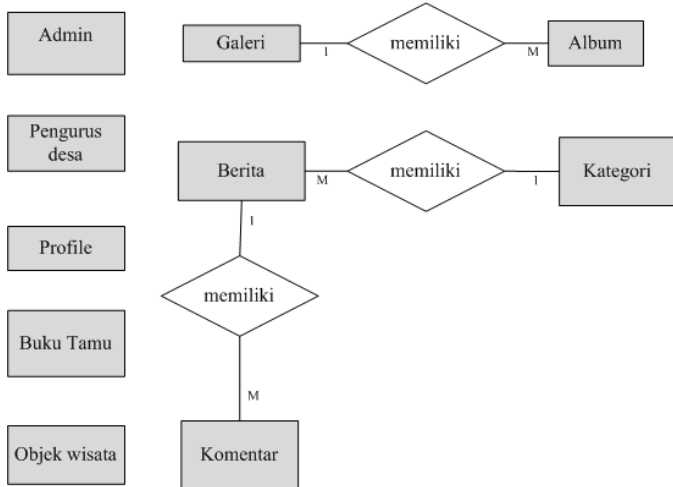 Admin
Galeri
1
memiliki
M
Album
Pengurus
desa
Berita
M
memiliki
1
Kategori
1
Profile
memiliki
Buku Tamu
M
Objek wisata
Komentar